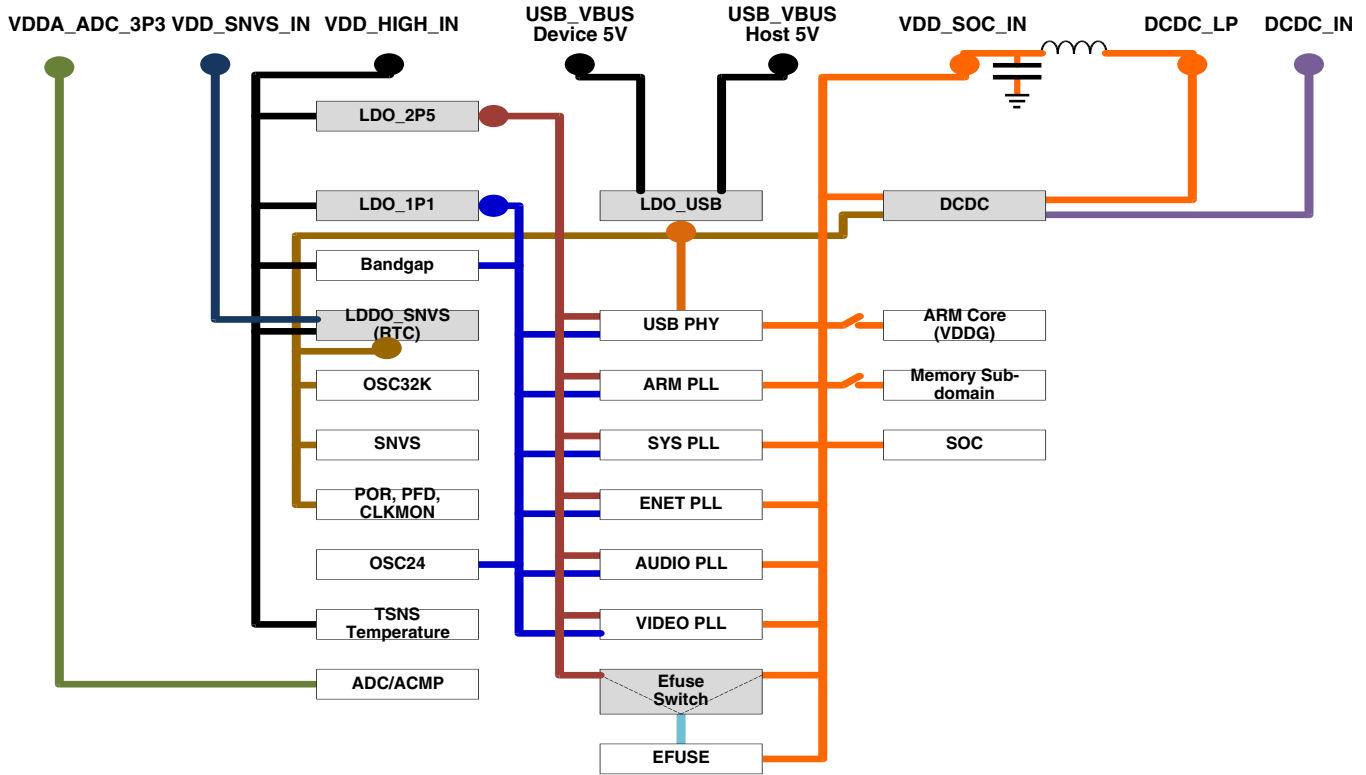 VDDA_ADC_3P3
VDD_SNVS_IN
VDD_HIGH_IN
USB_VBUS
Device 5V
USB_VBUS
Host 5V
VDD_SOC_IN
DCDC_LP
DCDC_IN
LDO_2P5
LDO_1P1
LDO_USB
DCDC
Bandgap
LDDO_SNVS
(RTC)
USB PHY
ARM Core
(VDDG)
OSC32K
ARM PLL
Memory Sub-
domain
SNVS
SYS PLL
SOC
POR, PFD,
CLKMON
ENET PLL
OSC24
AUDIO PLL
TSNS
Temperature
VIDEO PLL
ADC/ACMP
Efuse
Switch
EFUSE